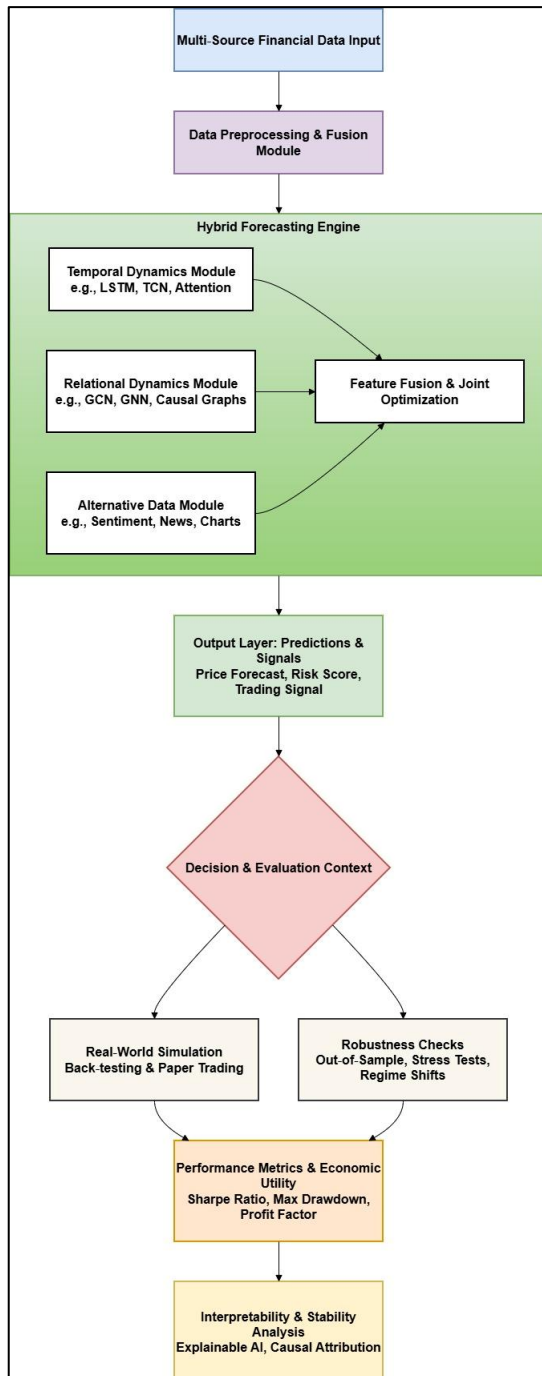 Multi-Source Financial Data Input
Data Preprocessing & Fusion
Module
Hybrid Forecasting Engine
Temporal Dynamics Module
e.g., LSTM, TCN, Attention
Relational Dynamics Module
e.g., GCN, GNN, Causal Graphs
Feature Fusion & Joint
Optimization
Alternative Data Module
e.g., Sentiment, News, Charts
Output Layer: Predictions &
Signals
Price Forecast, Risk Score,
Trading Signal
Decision & Evaluation Context
Real-World Simulation
Back-testing & Paper Trading
Robustness Checks
Out-of-Sample, Stress Tests,
Regime Shifts
Performance Metrics & Economic
Utility
Sharpe Ratio, Max Drawdown,
Profit Factor
Interpretability & Stability
Analysis
Explainable AI, Causal Attribution